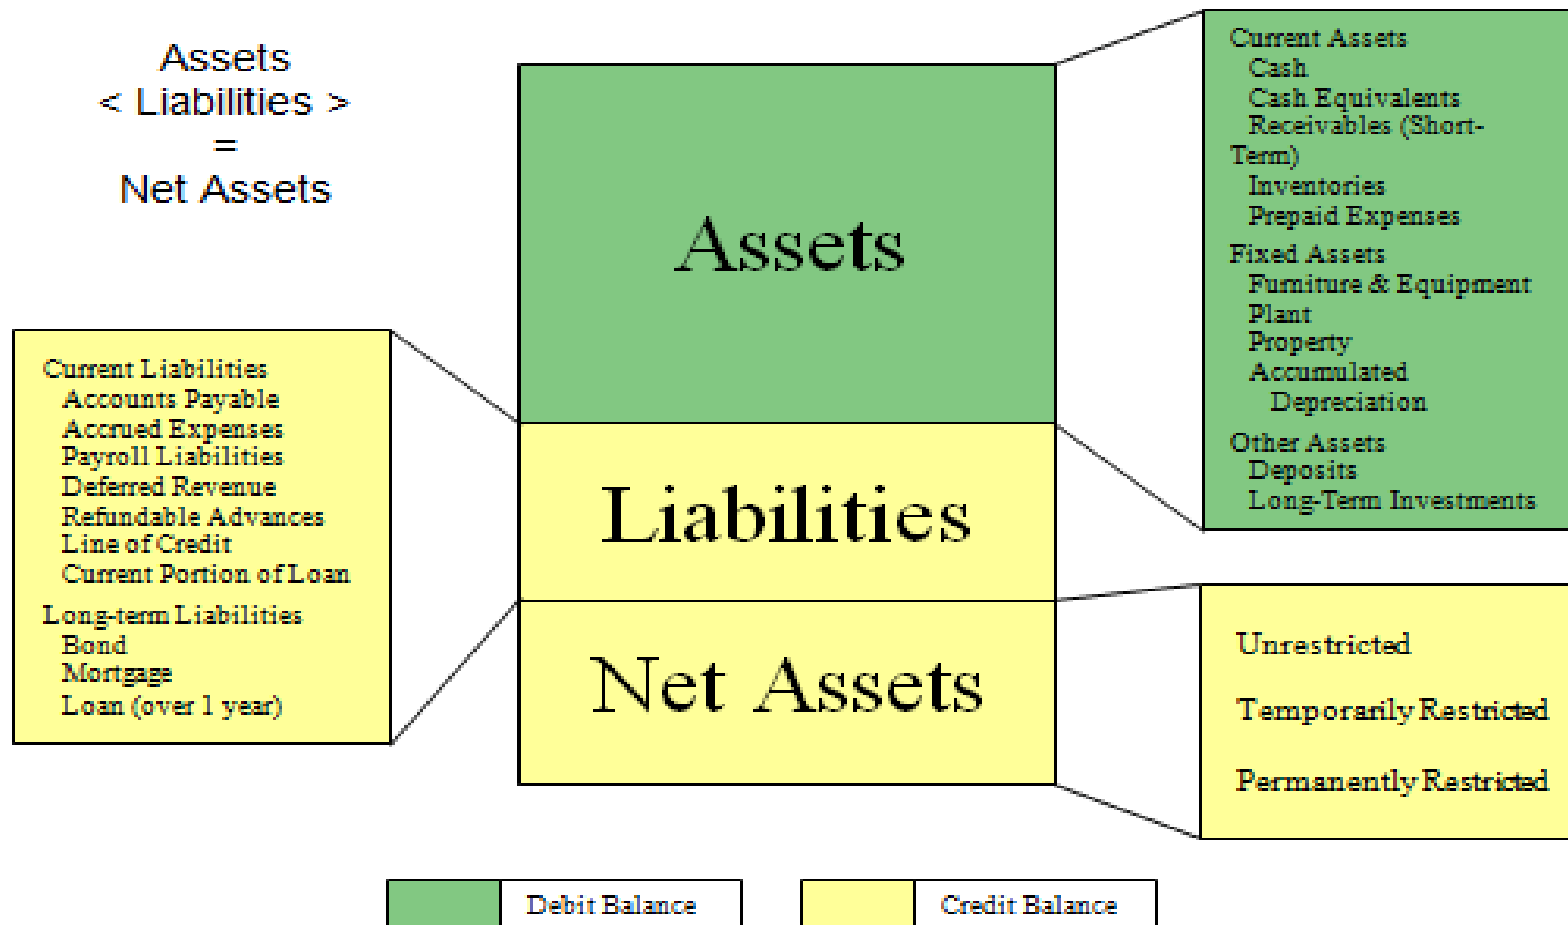 Assets
< Liabilities >
=
Net Assets
Assets
Liabilities
Net Assets
Current Assets
Cash
Cash Equivalents
Receivables (Short-
Term)
Inventories
Prepaid Expenses
Fixed Assets
Furniture & Equipment
Plant
Property
Accumulated
Depreciation
Other Assets
Deposits
Long-Term Investments
Current Liabilities
Accounts Payable
Accrued Expenses
Payroll Liabilities
Deferred Revenue
Refundable Advances
Line of Credit
Current Portion of Loan
Long-term Liabilities
Bond
Mortgage
Loan (over 1 year)
Unrestricted
Temporarily Restricted
Permanently Restricted
Debit Balance
Credit Balance